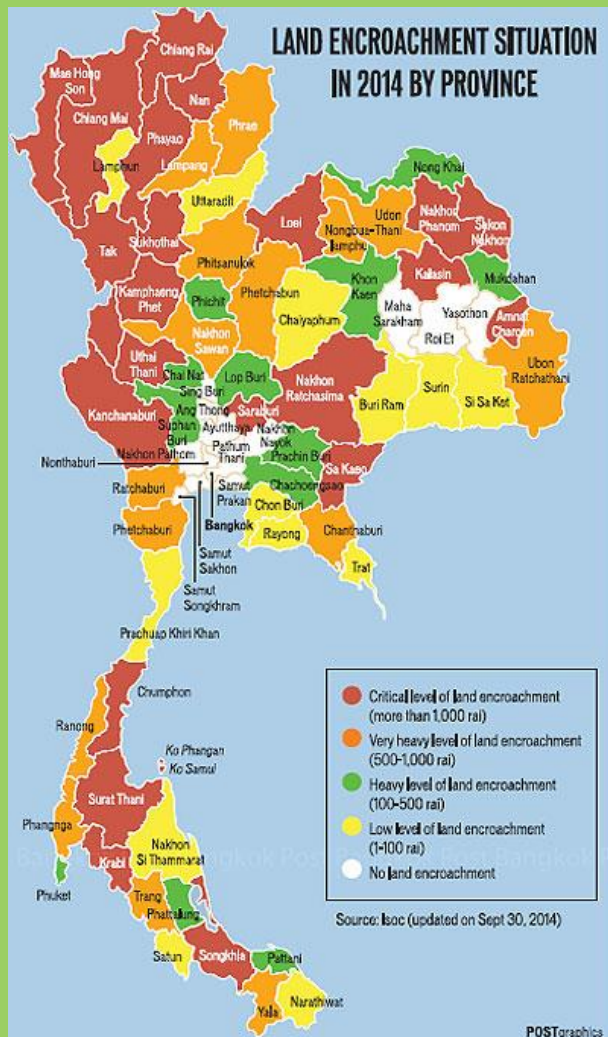 LAND ENCROACHMENT SITUATION
IN 2014 BY PROVINCE
Chiang Rai
Mae Hong
Son
Nan
Chiang Mai
Phayao
Phrae
Lampang
Lamphun
Uttaradit
Nong Khai
Loei
Udon
Thani
Nongbua-
lamphu
Nakhon
Phanom
Sakon
Nakhon
Tak
Sukhothai
Phitsanulok
Phetchabun
Khon
Kaen
Kalasin
Mukdahan
Kamphaeng
Phet
Phichit
Chaiyaphum
Maha
Sarakham
Yasothon
Roi Et
Amnat
Charoen
Nakhon
Sawan
Uthai
Thani
Chai Nat
Sing Buri
Lop Buri
Nakhon
Ratchasima
Buri Ram
Surin
Si Sa Ket
Ubon
Ratchathani
Kanchanaburi
Ang Thong
Suphan
Buri
Saraburi
Ayutthaya
Nakhon
Nayok
Nakhon Pathom
Pathum
Thani
Prachin Buri
Sa Kaeo
Nonthaburi
Chachoengsao
Ratchaburi
Samut
Prakan
Chon Buri
Bangkok
Phetchaburi
Rayong
Chanthaburi
Samut
Sakhon
Trat
Samut
Songkhram
Prachuap Khiri Khan
Chumphon
Ranong
Ko Phangan
Ko Samui
Surat Thani
Phangnga
Krabi
Nakhon
Si Thammarat
Phuket
Trang
Phattalung
Satun
Songkhla
Pattani
Yala
Narathiwat
Critical level of land encroachment
(more than 1,000 rai)
Very heavy level of land encroachment
(500-1,000 rai)
Heavy level of land encroachment
(100-500 rai)
Low level of land encroachment
(1-100 rai)
No land encroachment
Source: Isoc (updated on Sept 30, 2014)
POSTgraphics